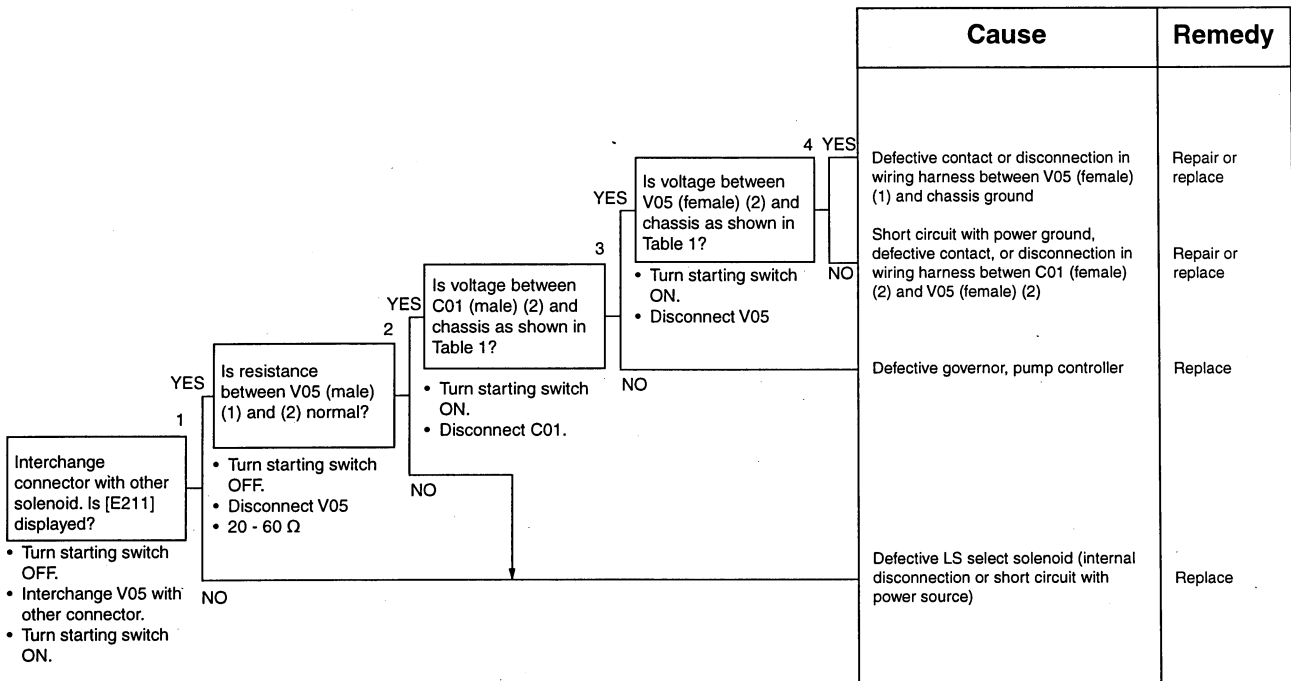 Cause
Remedy
4 YES
Is voltage between
V05 (female) (2) and
chassis as shown in
Table 1?
• Turn starting switch
ON.
• Disconnect V05
Defective contact or disconnection in
wiring harness between V05 (female)
(1) and chassis ground
Repair or
replace
NO
Short circuit with power ground,
defective contact, or disconnection in
wiring harness betwen C01 (female)
(2) and V05 (female) (2)
Repair or
replace
YES
3
Is voltage between
C01 (male) (2) and
chassis as shown in
Table 1?
• Turn starting switch
ON.
• Disconnect C01.
NO
Defective governor, pump controller
Replace
YES
2
Is resistance
between V05 (male)
(1) and (2) normal?
• Turn starting switch
OFF.
• Disconnect V05
• 20 - 60 Ω
NO
YES
1
Interchange
connector with other
solenoid. Is [E211]
displayed?
• Turn starting switch
OFF.
• Interchange V05 with
other connector.
• Turn starting switch
ON.
NO
Defective LS select solenoid (internal
disconnection or short circuit with
power source)
Replace